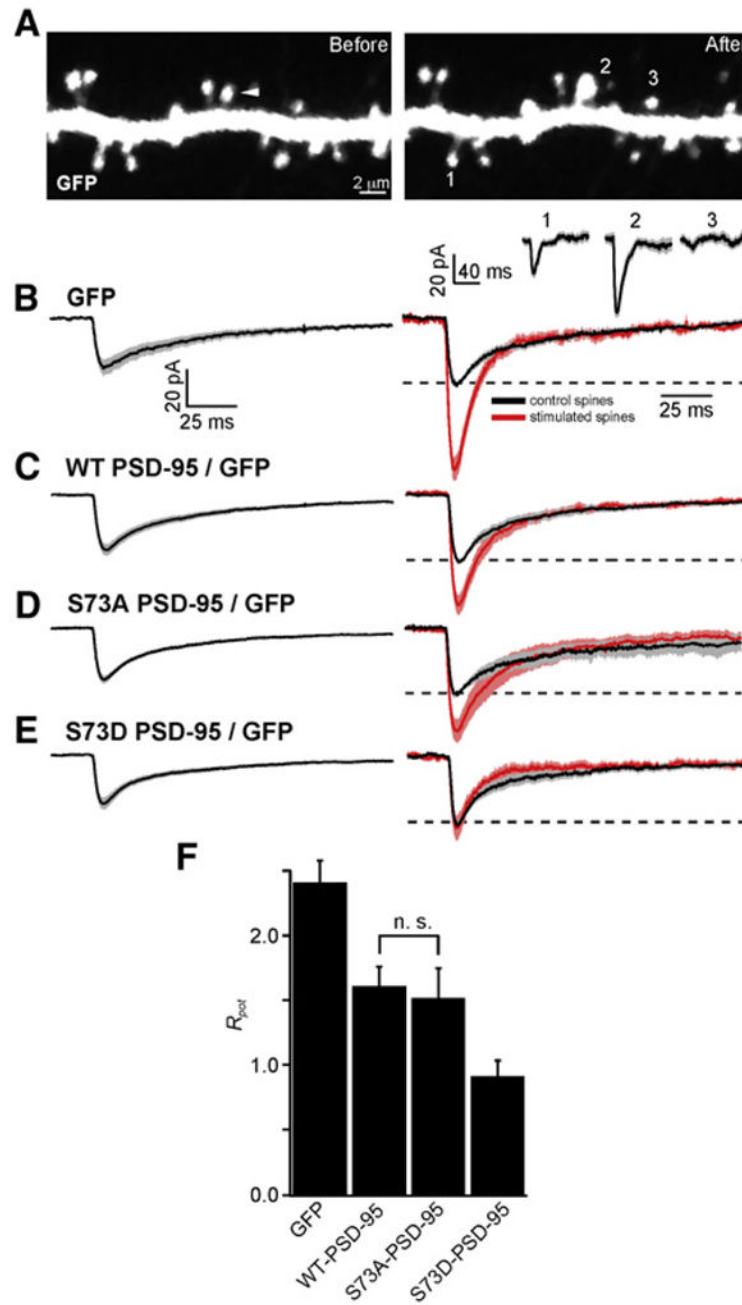 A
Before
After
2
3
GFP
2 μm
1
1 2 3
20 pA
40 ms
B GFP
20 pA
25 ms
control spines
stimulated spines
25 ms
C WT PSD-95 / GFP
D S73A PSD-95 / GFP
E S73D PSD-95 / GFP
F
n. s.
2.0
Rpot
1.0
0.0
GFP
WT-PSD-95
S73A-PSD-95
S73D-PSD-95